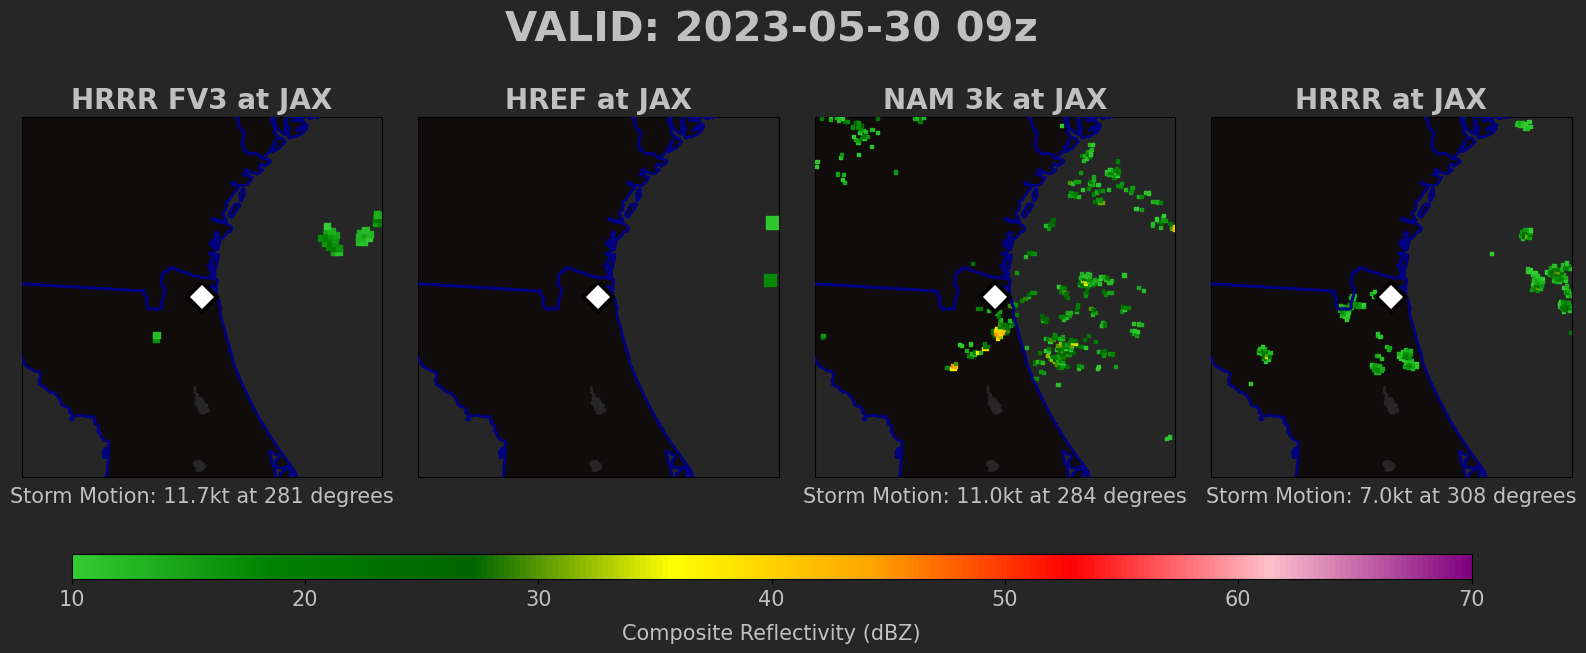 VALID: 2023-05-30 09z
HRRR FV3 at JAX
HREF at JAX
NAM 3k at JAX
HRRR at JAX
Storm Motion: 11.7kt at 281 degrees
Storm Motion: 11.0kt at 284 degrees
Storm Motion: 7.0kt at 308 degrees
10 20 30 40 50 60 70
Composite Reflectivity (dBZ)